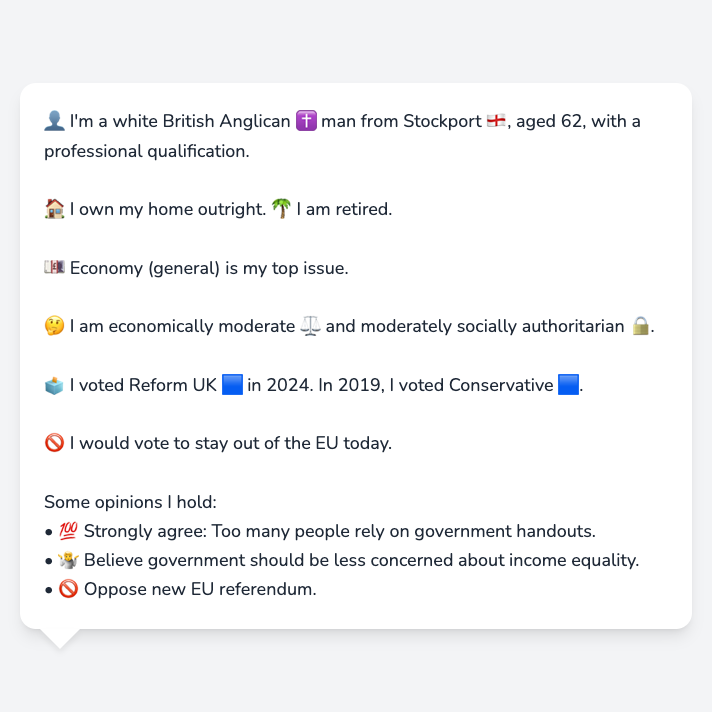 👤 I'm a white British Anglican ✝️ man from Stockport 🏴󠁧󠁢󠁥󠁮󠁧󠁿, aged 62, with a
professional qualification.
🏠 I own my home outright. 🌴 I am retired.
💷 Economy (general) is my top issue.
🤔 I am economically moderate ⚖️ and moderately socially authoritarian 🔒.
🗳️ I voted Reform UK 🟦 in 2024. In 2019, I voted Conservative 🟦.
🚫 I would vote to stay out of the EU today.
Some opinions I hold:
• 💯 Strongly agree: Too many people rely on government handouts.
• 🤷 Believe government should be less concerned about income equality.
• 🚫 Oppose new EU referendum.